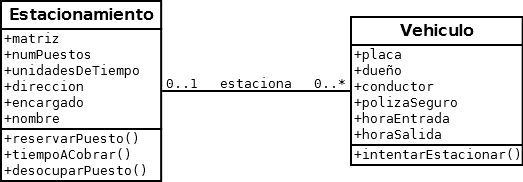 Estacionamiento
+matriz
+numPuestos
+unidadesDeTiempo
+direccion
+encargado
+nombre
+reservarPuesto()
+tiempoACobrar()
+desocuparPuesto()
0..1 estaciona 0..*
Vehiculo
+placa
+dueño
+conductor
+polizaSeguro
+horaEntrada
+horaSalida
+intentarEstacionar()